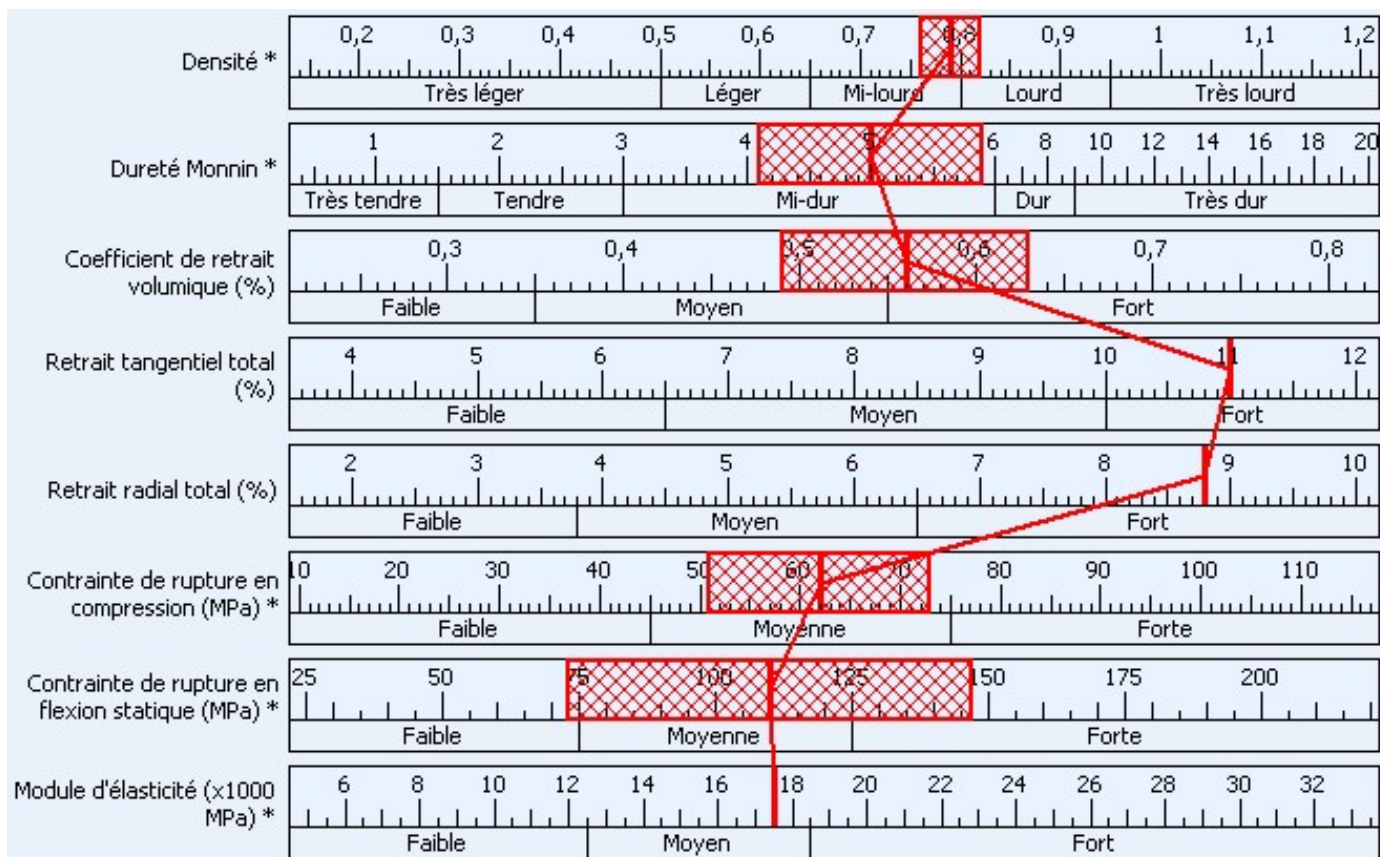 0,2 0,3 0,4 0,5 0,6 0,7 0,8 0,9 1 1,1 1,2
Densité *
Très léger Léger Mi-lourd Lourd Très lourd
1 2 3 4 5 6 8 10 12 14 16 18 20
Dureté Monnin *
Très tendre Tendre Mi-dur Dur Très dur
0,3 0,4 0,5 0,6 0,7 0,8
Coefficient de retrait
volumique (%)
Faible Moyen Fort
4 5 6 7 8 9 10 11 12
Retrait tangentiel total
(%)
Faible Moyen Fort
2 3 4 5 6 7 8 9 10
Retrait radial total (%)
Faible Moyen Fort
10 20 30 40 50 60 70 80 90 100 110
Contrainte de rupture en
compression (MPa) *
Faible Moyenne Forte
25 50 75 100 125 150 175 200
Contrainte de rupture en
flexion statique (MPa) *
Faible Moyenne Forte
6 8 10 12 14 16 18 20 22 24 26 28 30 32
Module d'élasticité (x1000
MPa) *
Faible Moyen Fort